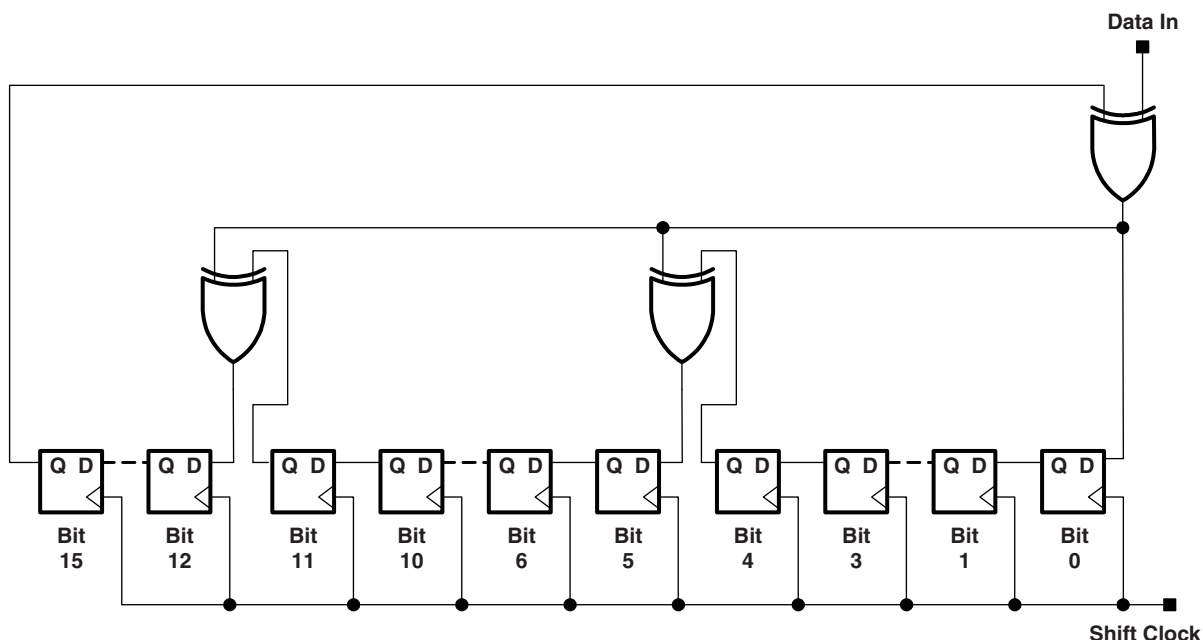 Data In
Q D
Q D
Q D
Q D
Q D
Q D
Q D
Q D
Q D
Q D
Bit
15
Bit
12
Bit
11
Bit
10
Bit
6
Bit
5
Bit
4
Bit
3
Bit
1
Bit
0
Shift Clock